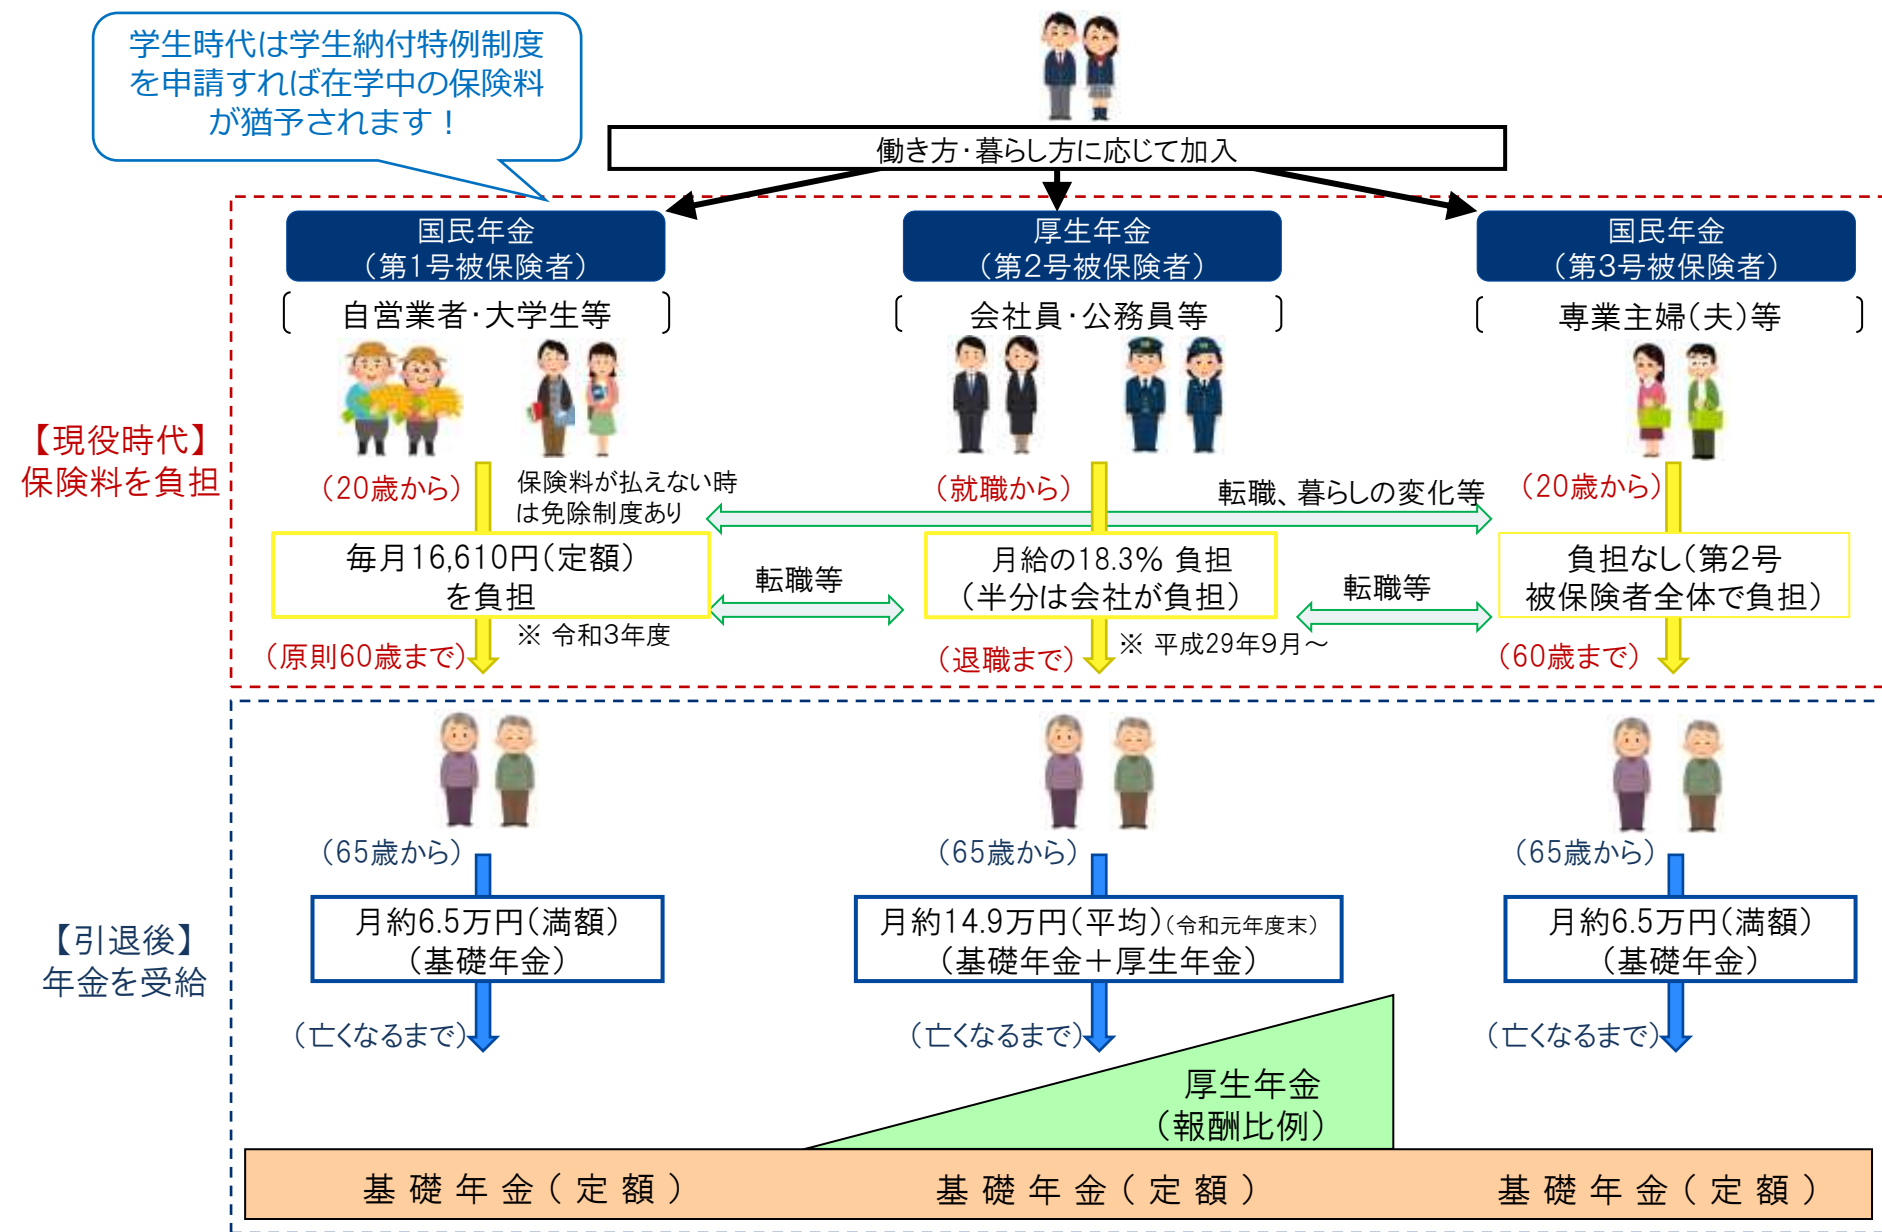 学生時代は学生納付特例制度
を申請すれば在学中の保険料
が猶予されます！
働き方・暮らし方に応じて加入
国民年金
（第1号被保険者）
自営業者・大学生等
厚生年金
（第2号被保険者）
会社員・公務員等
国民年金
（第3号被保険者）
専業主婦（夫）等
【現役時代】
保険料を負担
（20歳から）
保険料が払えない時
は免除制度あり
毎月16,610円（定額）
を負担
※ 令和3年度
（原則60歳まで）
転職等
（就職から）
転職、暮らしの変化等
月給の18.3% 負担
（半分は会社が負担）
※ 平成29年9月～
（退職まで）
転職等
（20歳から）
負担なし（第2号
被保険者全体で負担）
（60歳まで）
【引退後】
年金を受給
（65歳から）
月約6.5万円（満額）
（基礎年金）
（亡くなるまで）
（65歳から）
月約14.9万円（平均）（令和元年度末）
（基礎年金＋厚生年金）
（亡くなるまで）
（65歳から）
月約6.5万円（満額）
（基礎年金）
（亡くなるまで）
厚生年金
（報酬比例）
基 礎 年 金 （ 定 額 ）
基 礎 年 金 （ 定 額 ）
基 礎 年 金 （ 定 額 ）